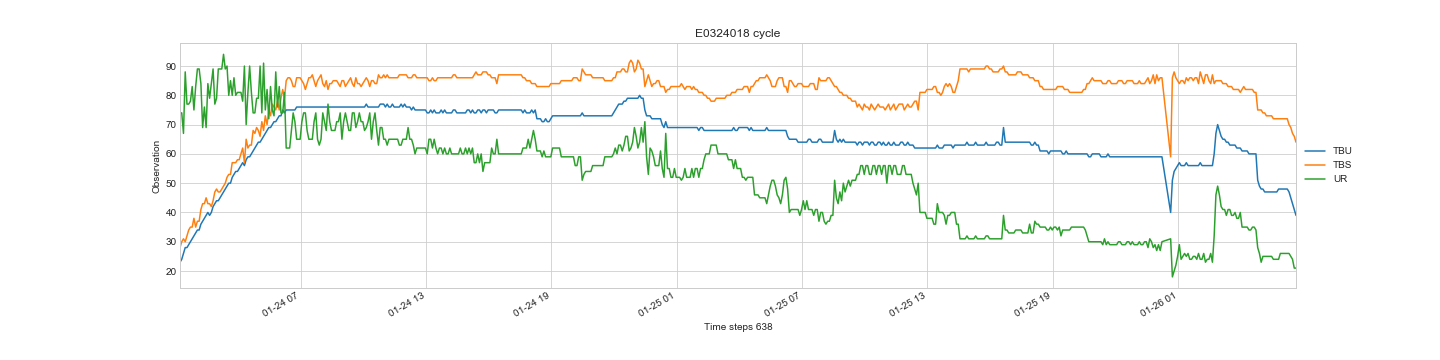 E0324018 cycle
Observation
90
80
70
60
50
40
30
20
TBU
TBS
UR
01-24 07
01-24 13
01-24 19
01-25 01
01-25 07
01-25 13
01-25 19
01-26 01
Time steps 638